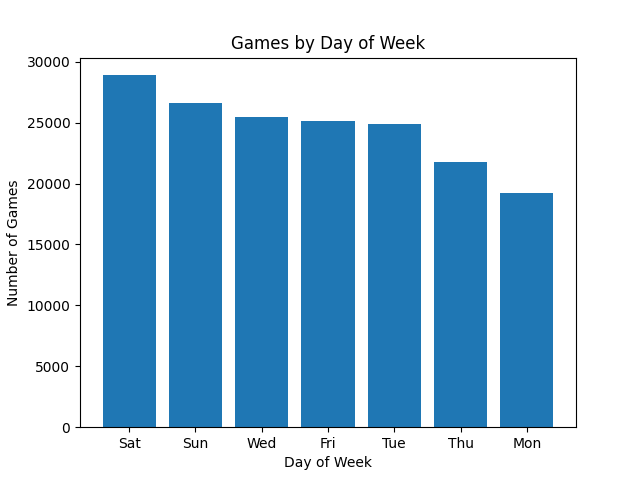 Games by Day of Week
Number of Games
30000
25000
20000
15000
10000
5000
0
Sat Sun Wed Fri Tue Thu Mon
Day of Week